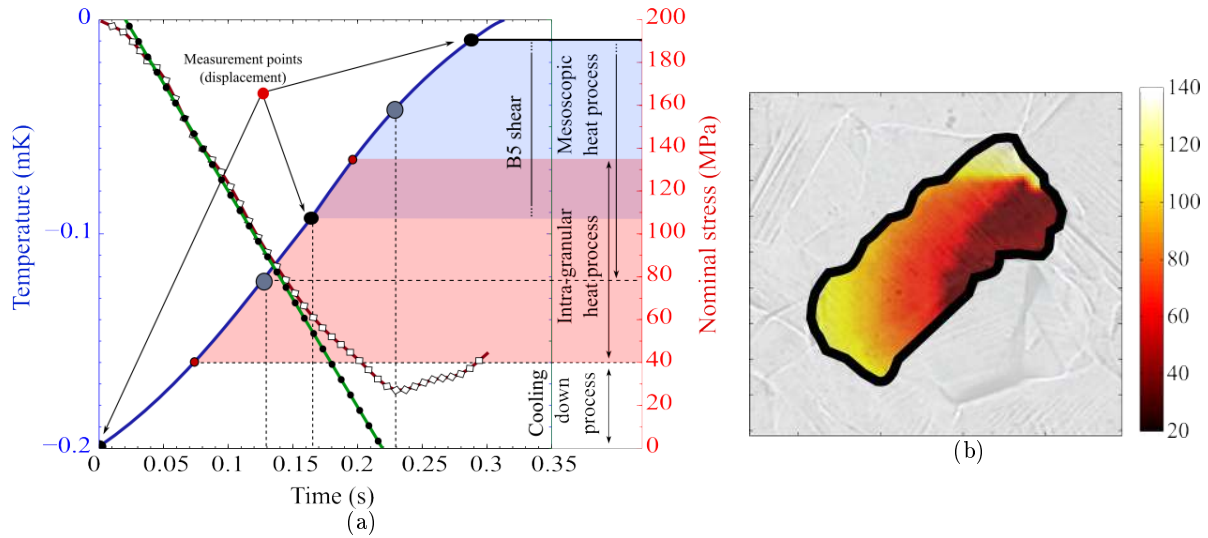 0
200
180
160
140
120
100
80
60
40
20
0
Nominal stress (MPa)
Temperature (mK)
0
−0.1
−0.2
Measurement points
(displacement)
B5 shear
Mesoscopic
heat process
Intra-granular
heat process
Cooling
down
process
0
0.05
0.1
0.15
0.2
0.25
0.3
0.35
Time (s)
(a)
140
120
100
80
60
40
20
(b)